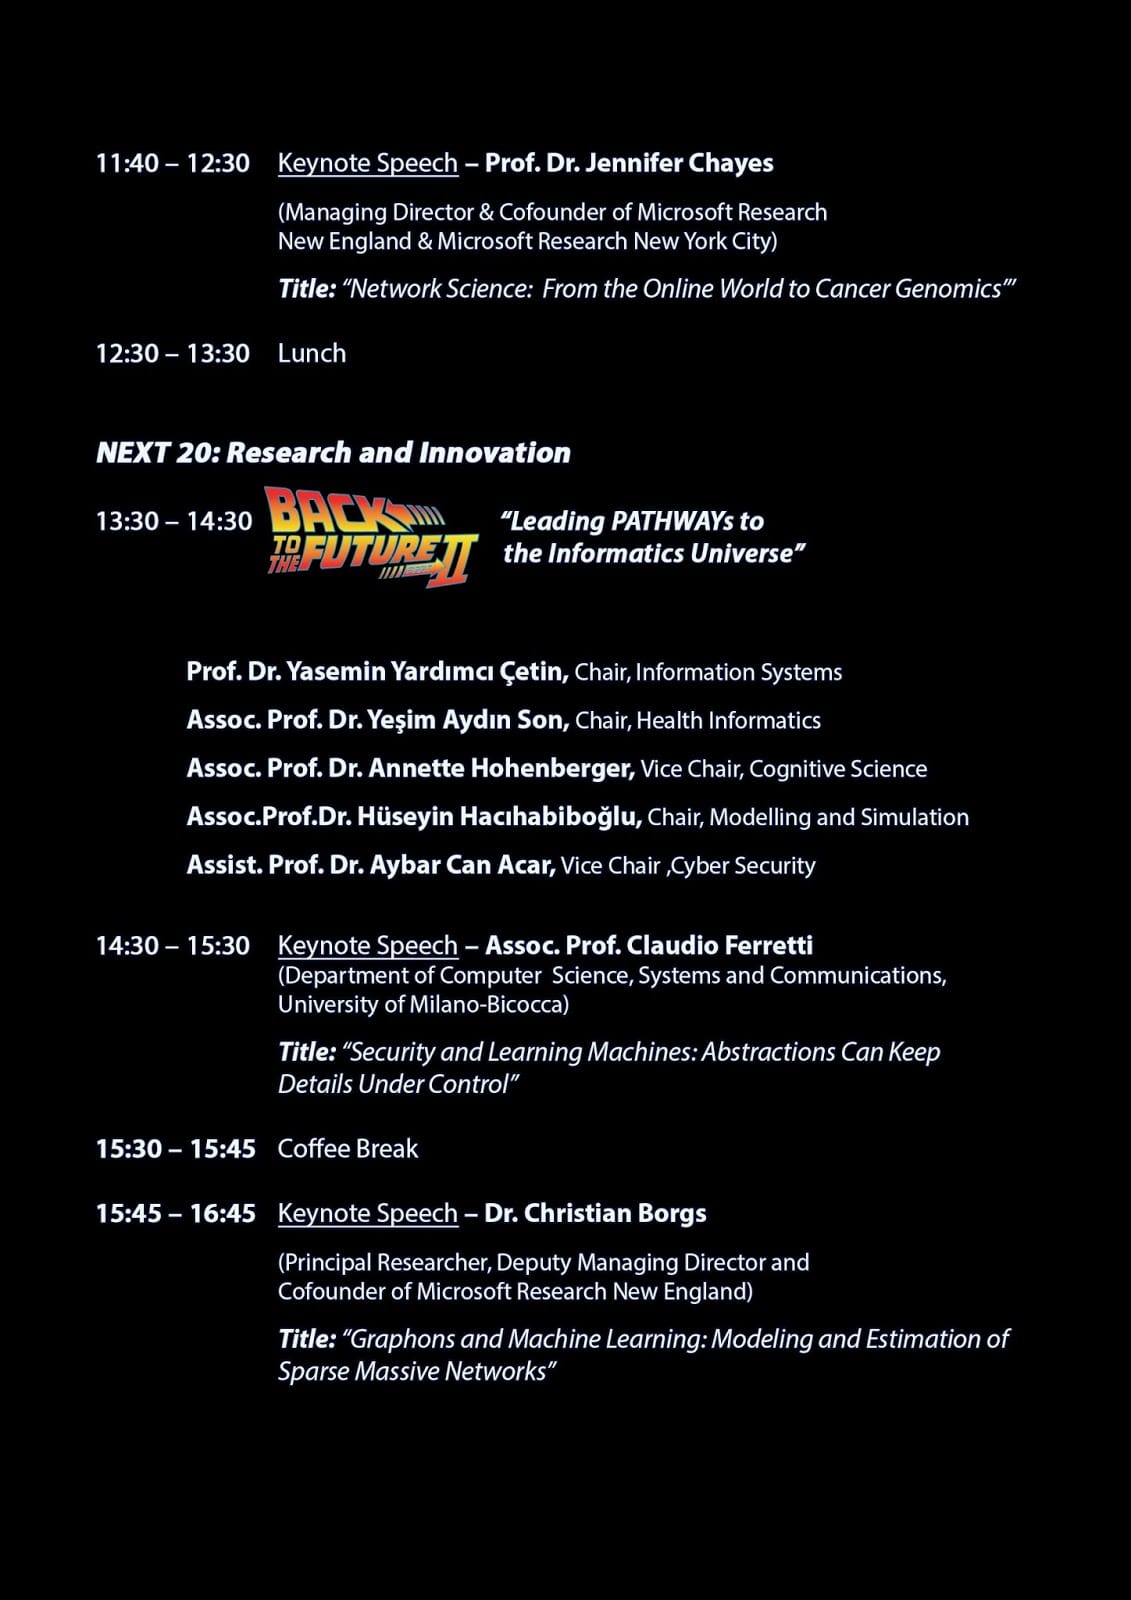 11:40 – 12:30 Keynote Speech – Prof. Dr. Jennifer Chayes
(Managing Director & Cofounder of Microsoft Research
New England & Microsoft Research New York City)
Title: “Network Science: From the Online World to Cancer Genomics”’
12:30 – 13:30 Lunch
NEXT 20: Research and Innovation
13:30 – 14:30 BACK TO THE FUTURE II “Leading PATHWAYs to
the Informatics Universe”
Prof. Dr. Yasemin Yardımcı Çetin, Chair, Information Systems
Assoc. Prof. Dr. Yeşim Aydın Son, Chair, Health Informatics
Assoc. Prof. Dr. Annette Hohenberger, Vice Chair, Cognitive Science
Assoc.Prof.Dr. Hüseyin Hacıhabiboğlu, Chair, Modelling and Simulation
Assist. Prof. Dr. Aybar Can Acar, Vice Chair ,Cyber Security
14:30 – 15:30 Keynote Speech – Assoc. Prof. Claudio Ferretti
(Department of Computer Science, Systems and Communications,
University of Milano-Bicocca)
Title: “Security and Learning Machines: Abstractions Can Keep
Details Under Control”
15:30 – 15:45 Coffee Break
15:45 – 16:45 Keynote Speech – Dr. Christian Borgs
(Principal Researcher, Deputy Managing Director and
Cofounder of Microsoft Research New England)
Title: “Graphons and Machine Learning: Modeling and Estimation of
Sparse Massive Networks”